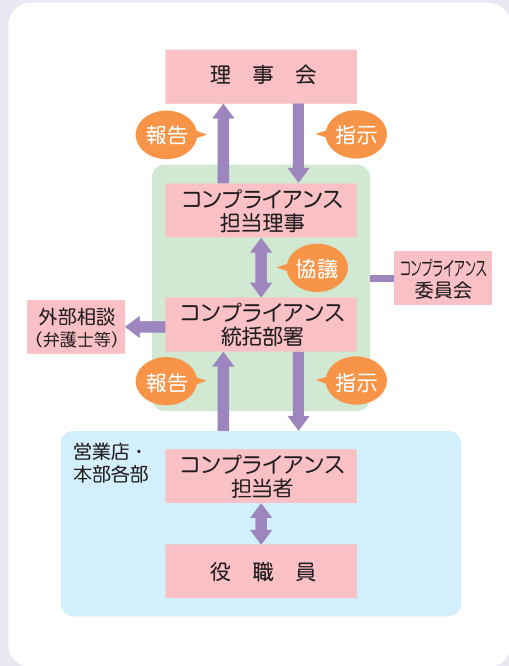 理事会
報告
指示
コンプライアンス
担当理事
協議
コンプライアンス
委員会
コンプライアンス
統括部署
外部相談
（弁護士等）
報告
指示
営業店・
本部各部
コンプライアンス
担当者
役職員